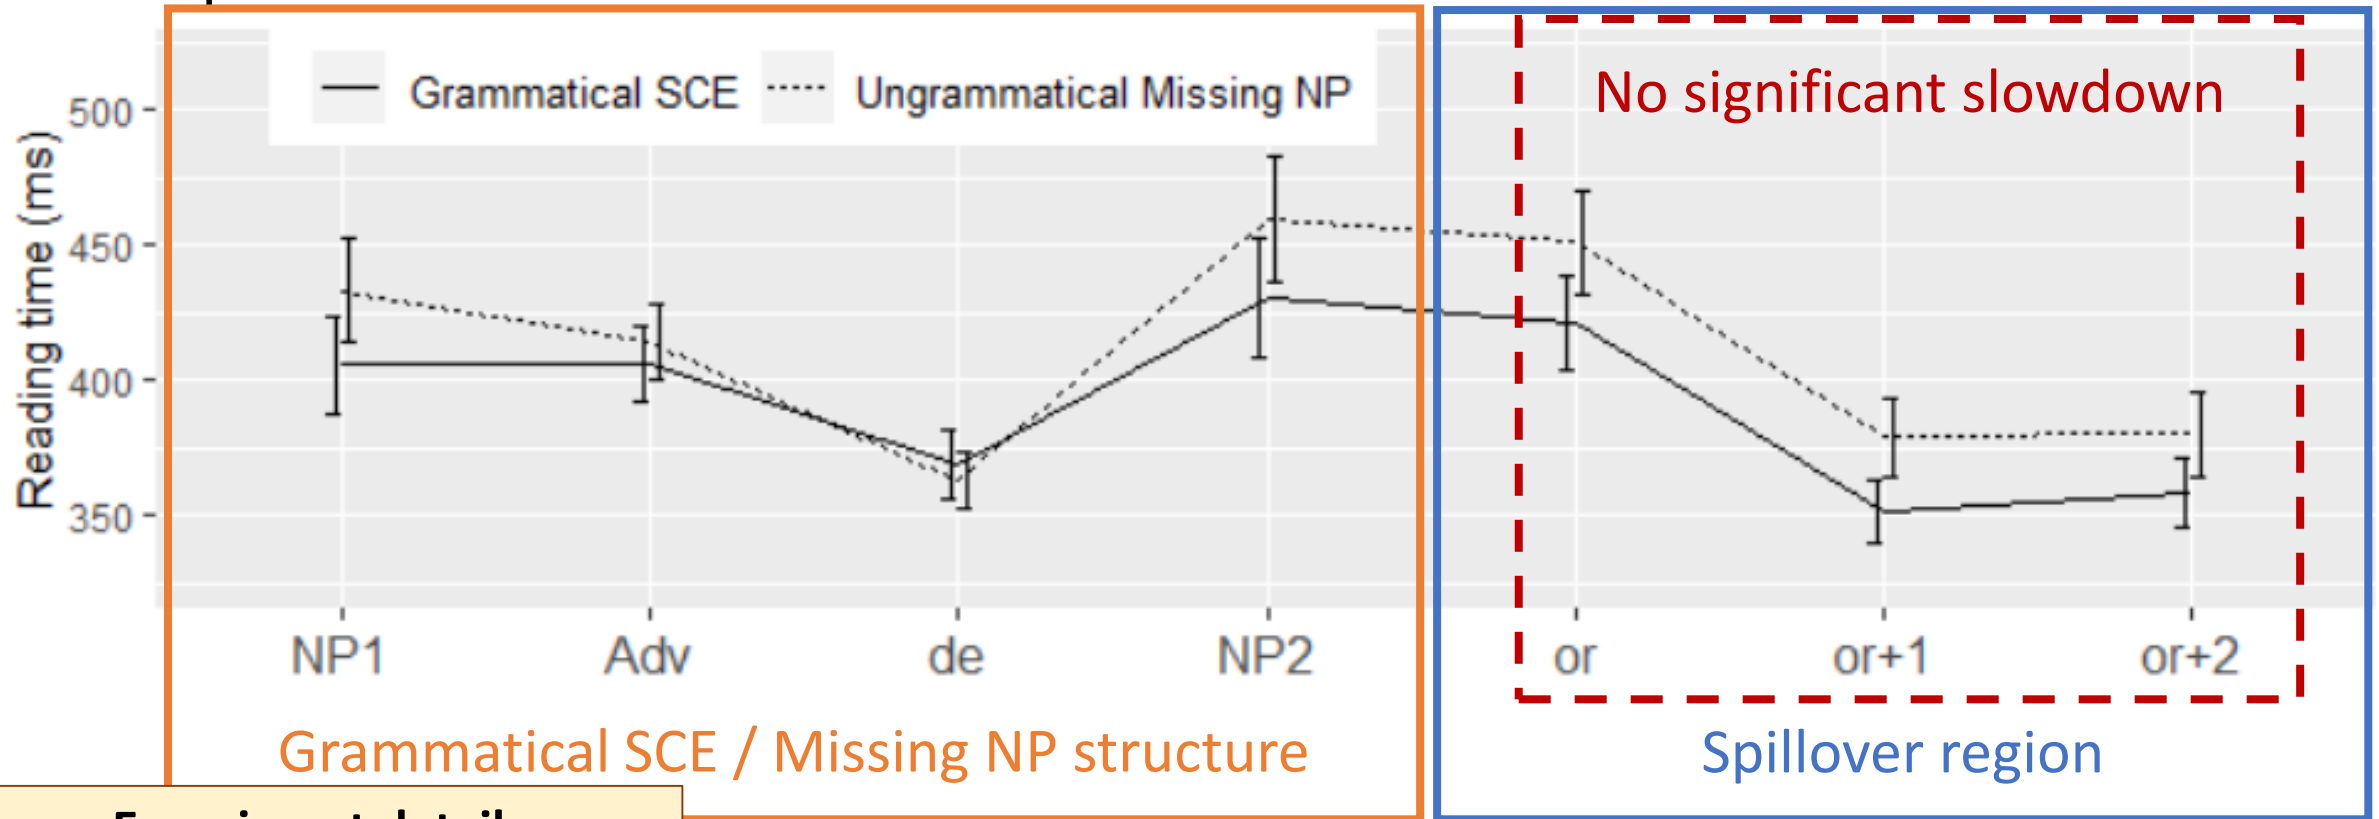 Grammatical SCE Ungrammatical Missing NP
No significant slowdown
Reading time (ms)
500
450
400
350
NP1 Adv de NP2 or or+1 or+2
Grammatical SCE / Missing NP structure
Spillover region